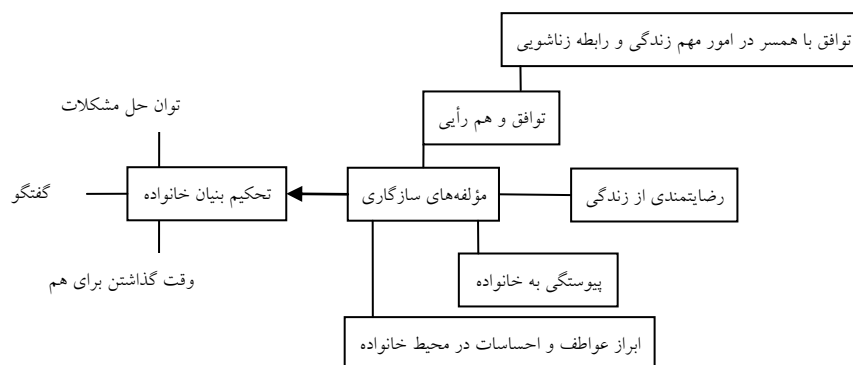 توافق با همسر در امور مهم زندگی و رابطه زناشویی
توافق و هم رأیی
توان حل مشکلات
رضایتمندی از زندگی
مؤلفه‌های سازگاری
تحکیم بنیان خانواده
گفتگو
پیوستگی به خانواده
وقت گذاشتن برای هم
ابراز عواطف و احساسات در محیط خانواده